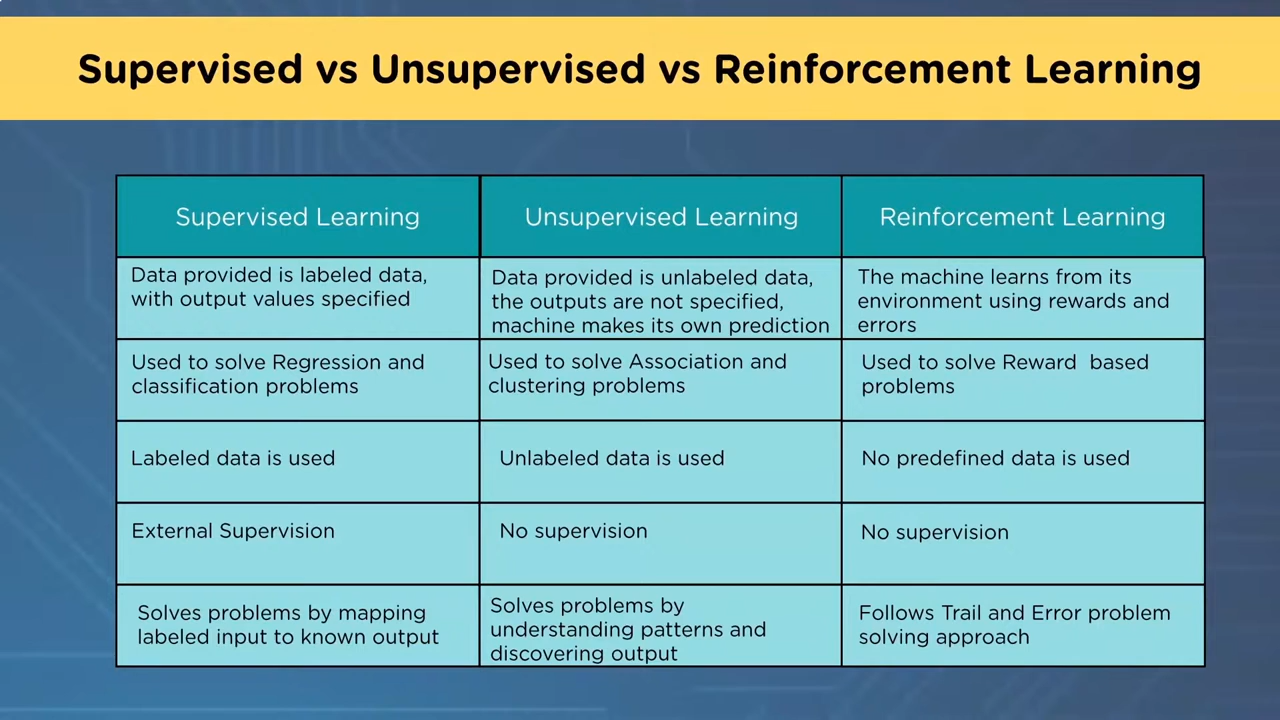 Supervised vs Unsupervised vs Reinforcement Learning
Supervised Learning
Unsupervised Learning
Reinforcement Learning
Data provided is labeled data,
with output values specified
Data provided is unlabeled data,
the outputs are not specified,
machine makes its own prediction
The machine learns from its
environment using rewards and
errors
Used to solve Regression and
classification problems
Used to solve Association and
clustering problems
Used to solve Reward based
problems
Labeled data is used
Unlabeled data is used
No predefined data is used
External Supervision
No supervision
No supervision
Solves problems by mapping
labeled input to known output
Solves problems by
understanding patterns and
discovering output
Follows Trail and Error problem
solving approach